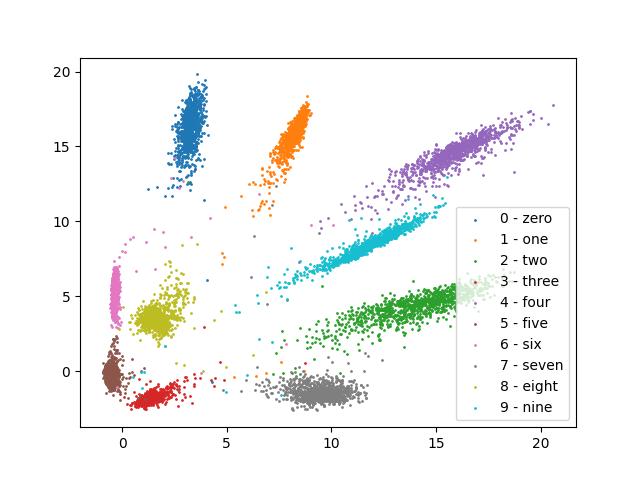 20
15
10
5
0
0
5
10
15
20
0 - zero
1 - one
2 - two
3 - three
4 - four
5 - five
6 - six
7 - seven
8 - eight
9 - nine